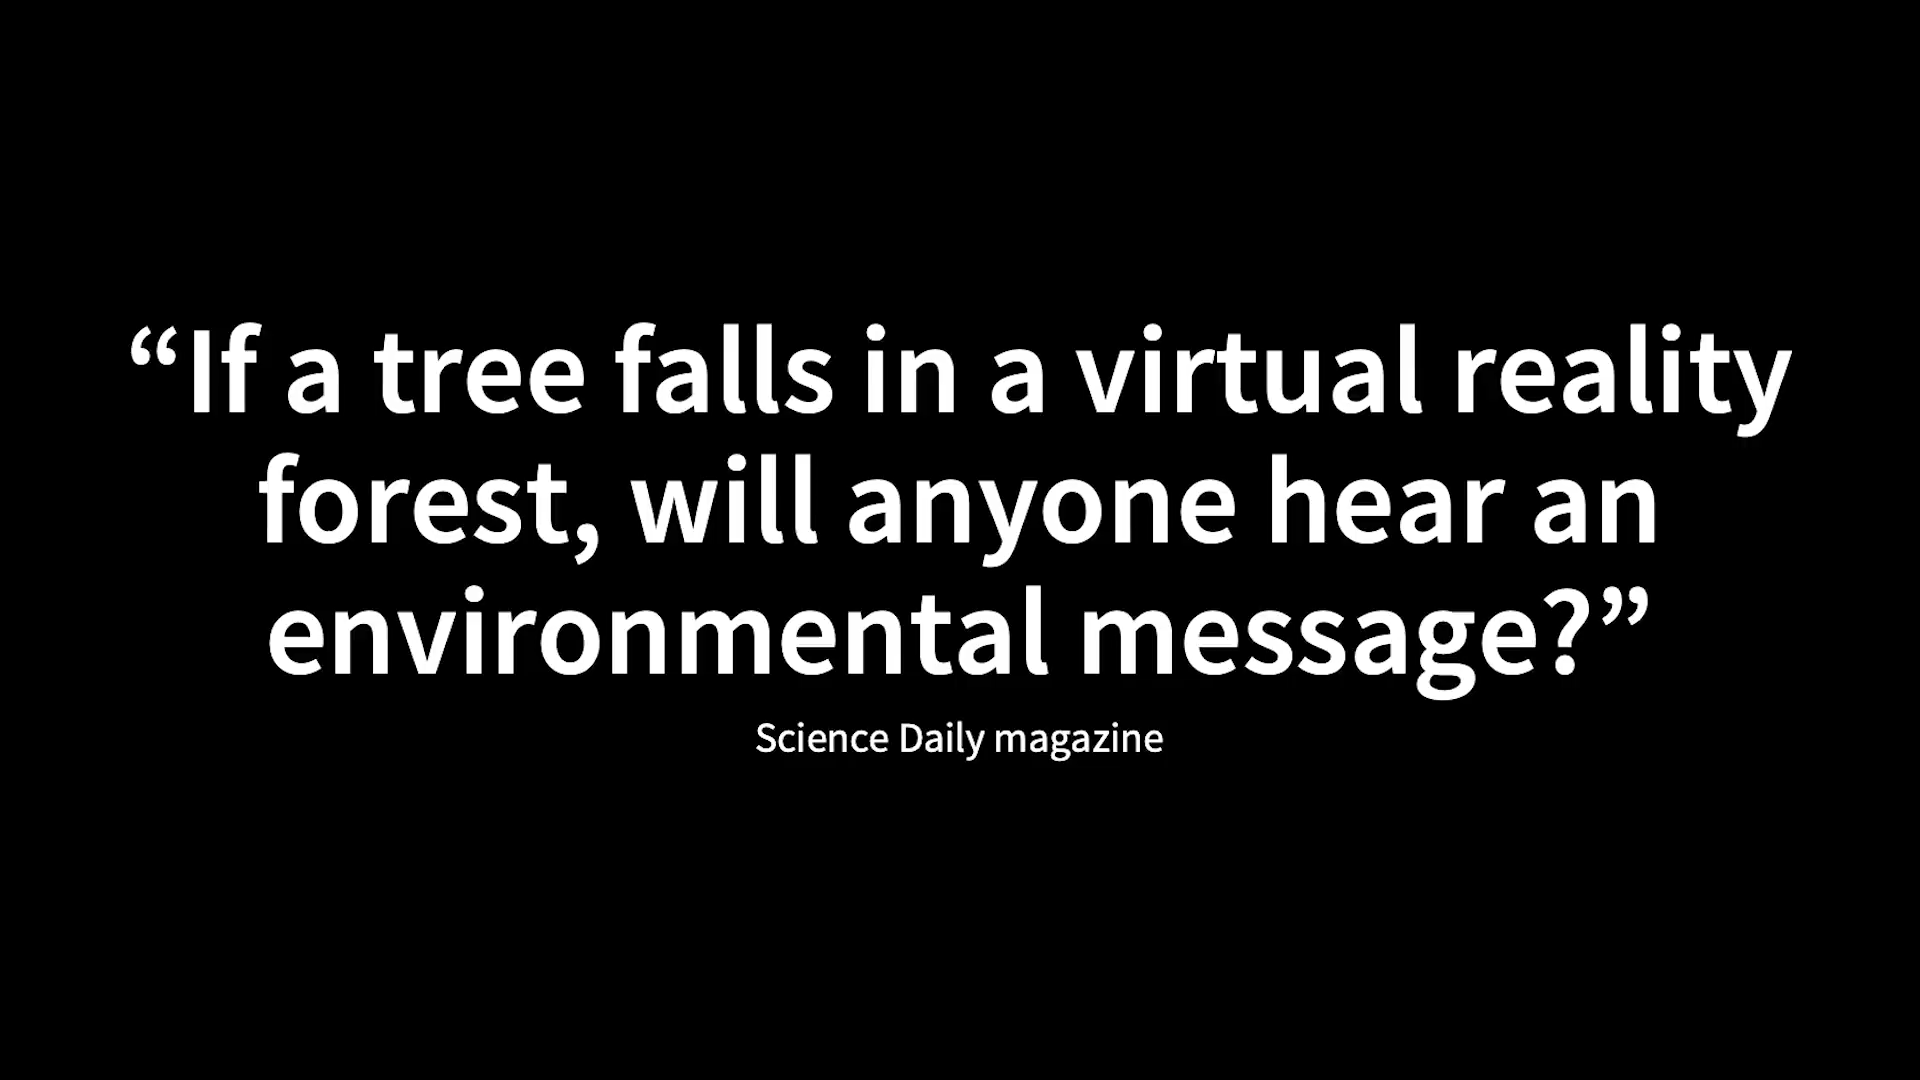 “If a tree falls in a virtual reality
forest, will anyone hear an
environmental message?”
Science Daily magazine